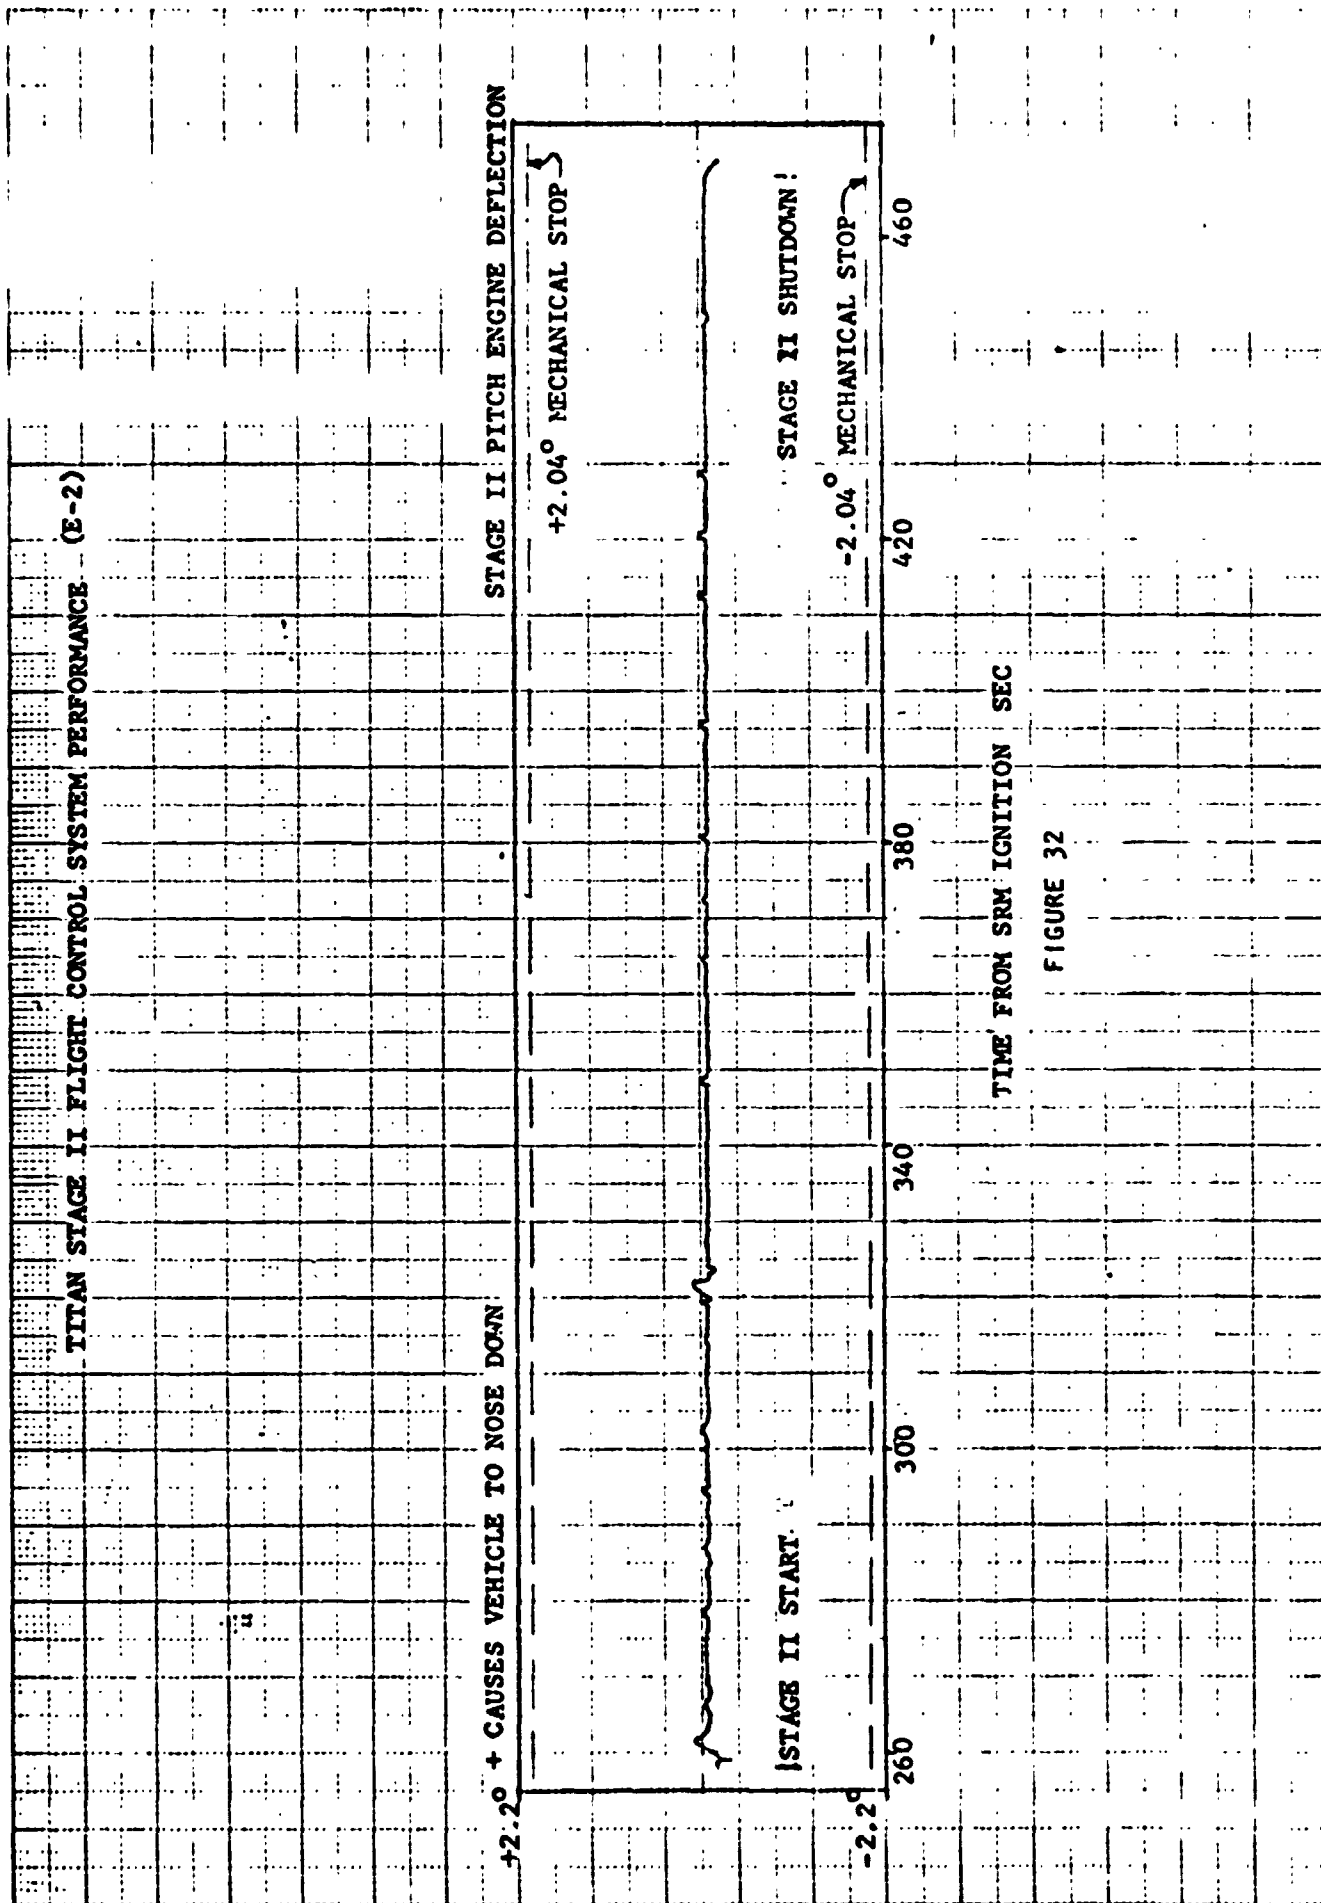 TITAN STAGE II FLIGHT CONTROL SYSTEM PERFORMANCE (E-2)
STAGE II PITCH ENGINE DEFLECTION
+2.2° + CAUSES VEHICLE TO NOSE DOWN
+2.04° MECHANICAL STOP
|STAGE II START
STAGE II SHUTDOWN|
-2.04° MECHANICAL STOP
-2.2°
260 300 340 380 420 460
TIME FROM SRM IGNITION SEC
FIGURE 32